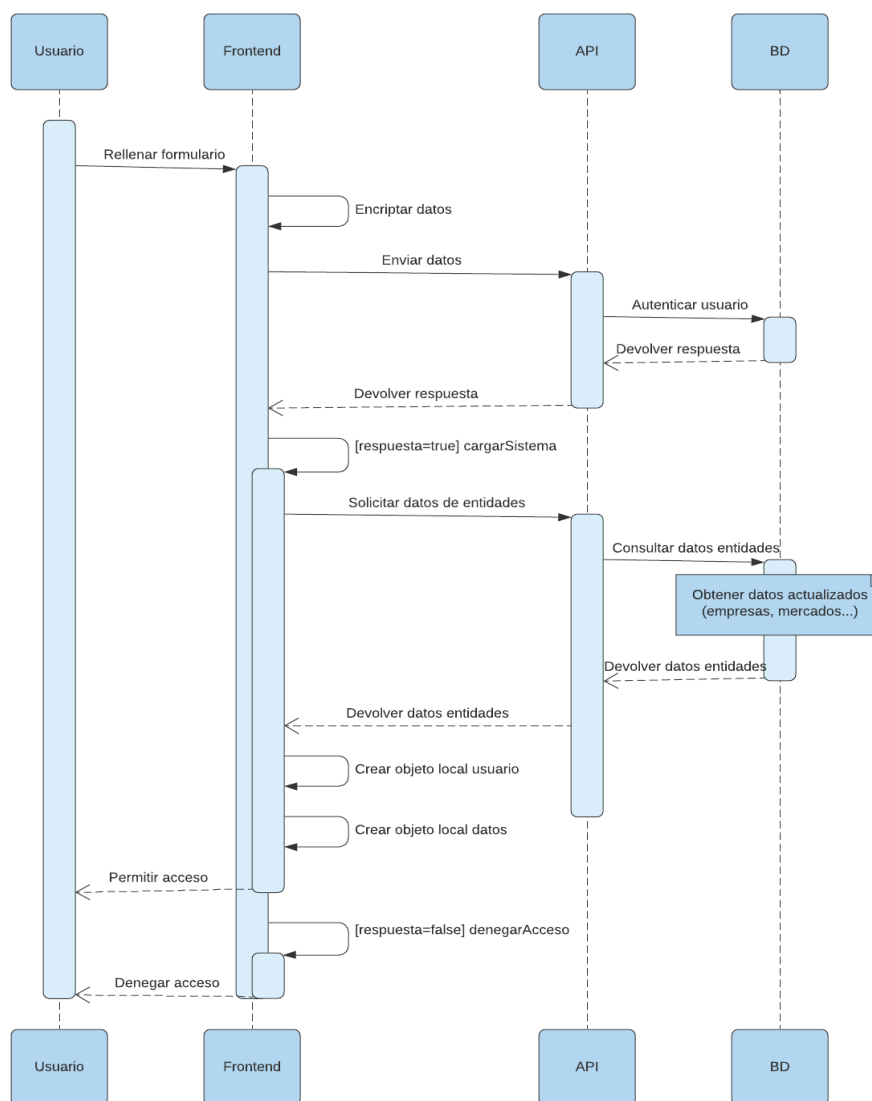 Usuario
Frontend
API
BD
Rellenar formulario
Encriptar datos
Enviar datos
Autenticar usuario
Devolver respuesta
Devolver respuesta
[respuesta=true] cargarSistema
Solicitar datos de entidades
Consultar datos entidades
Obtener datos actualizados
(empresas, mercados...)
Devolver datos entidades
Devolver datos entidades
Crear objeto local usuario
Crear objeto local datos
Permitir acceso
[respuesta=false] denegarAcceso
Denegar acceso
Usuario
Frontend
API
BD